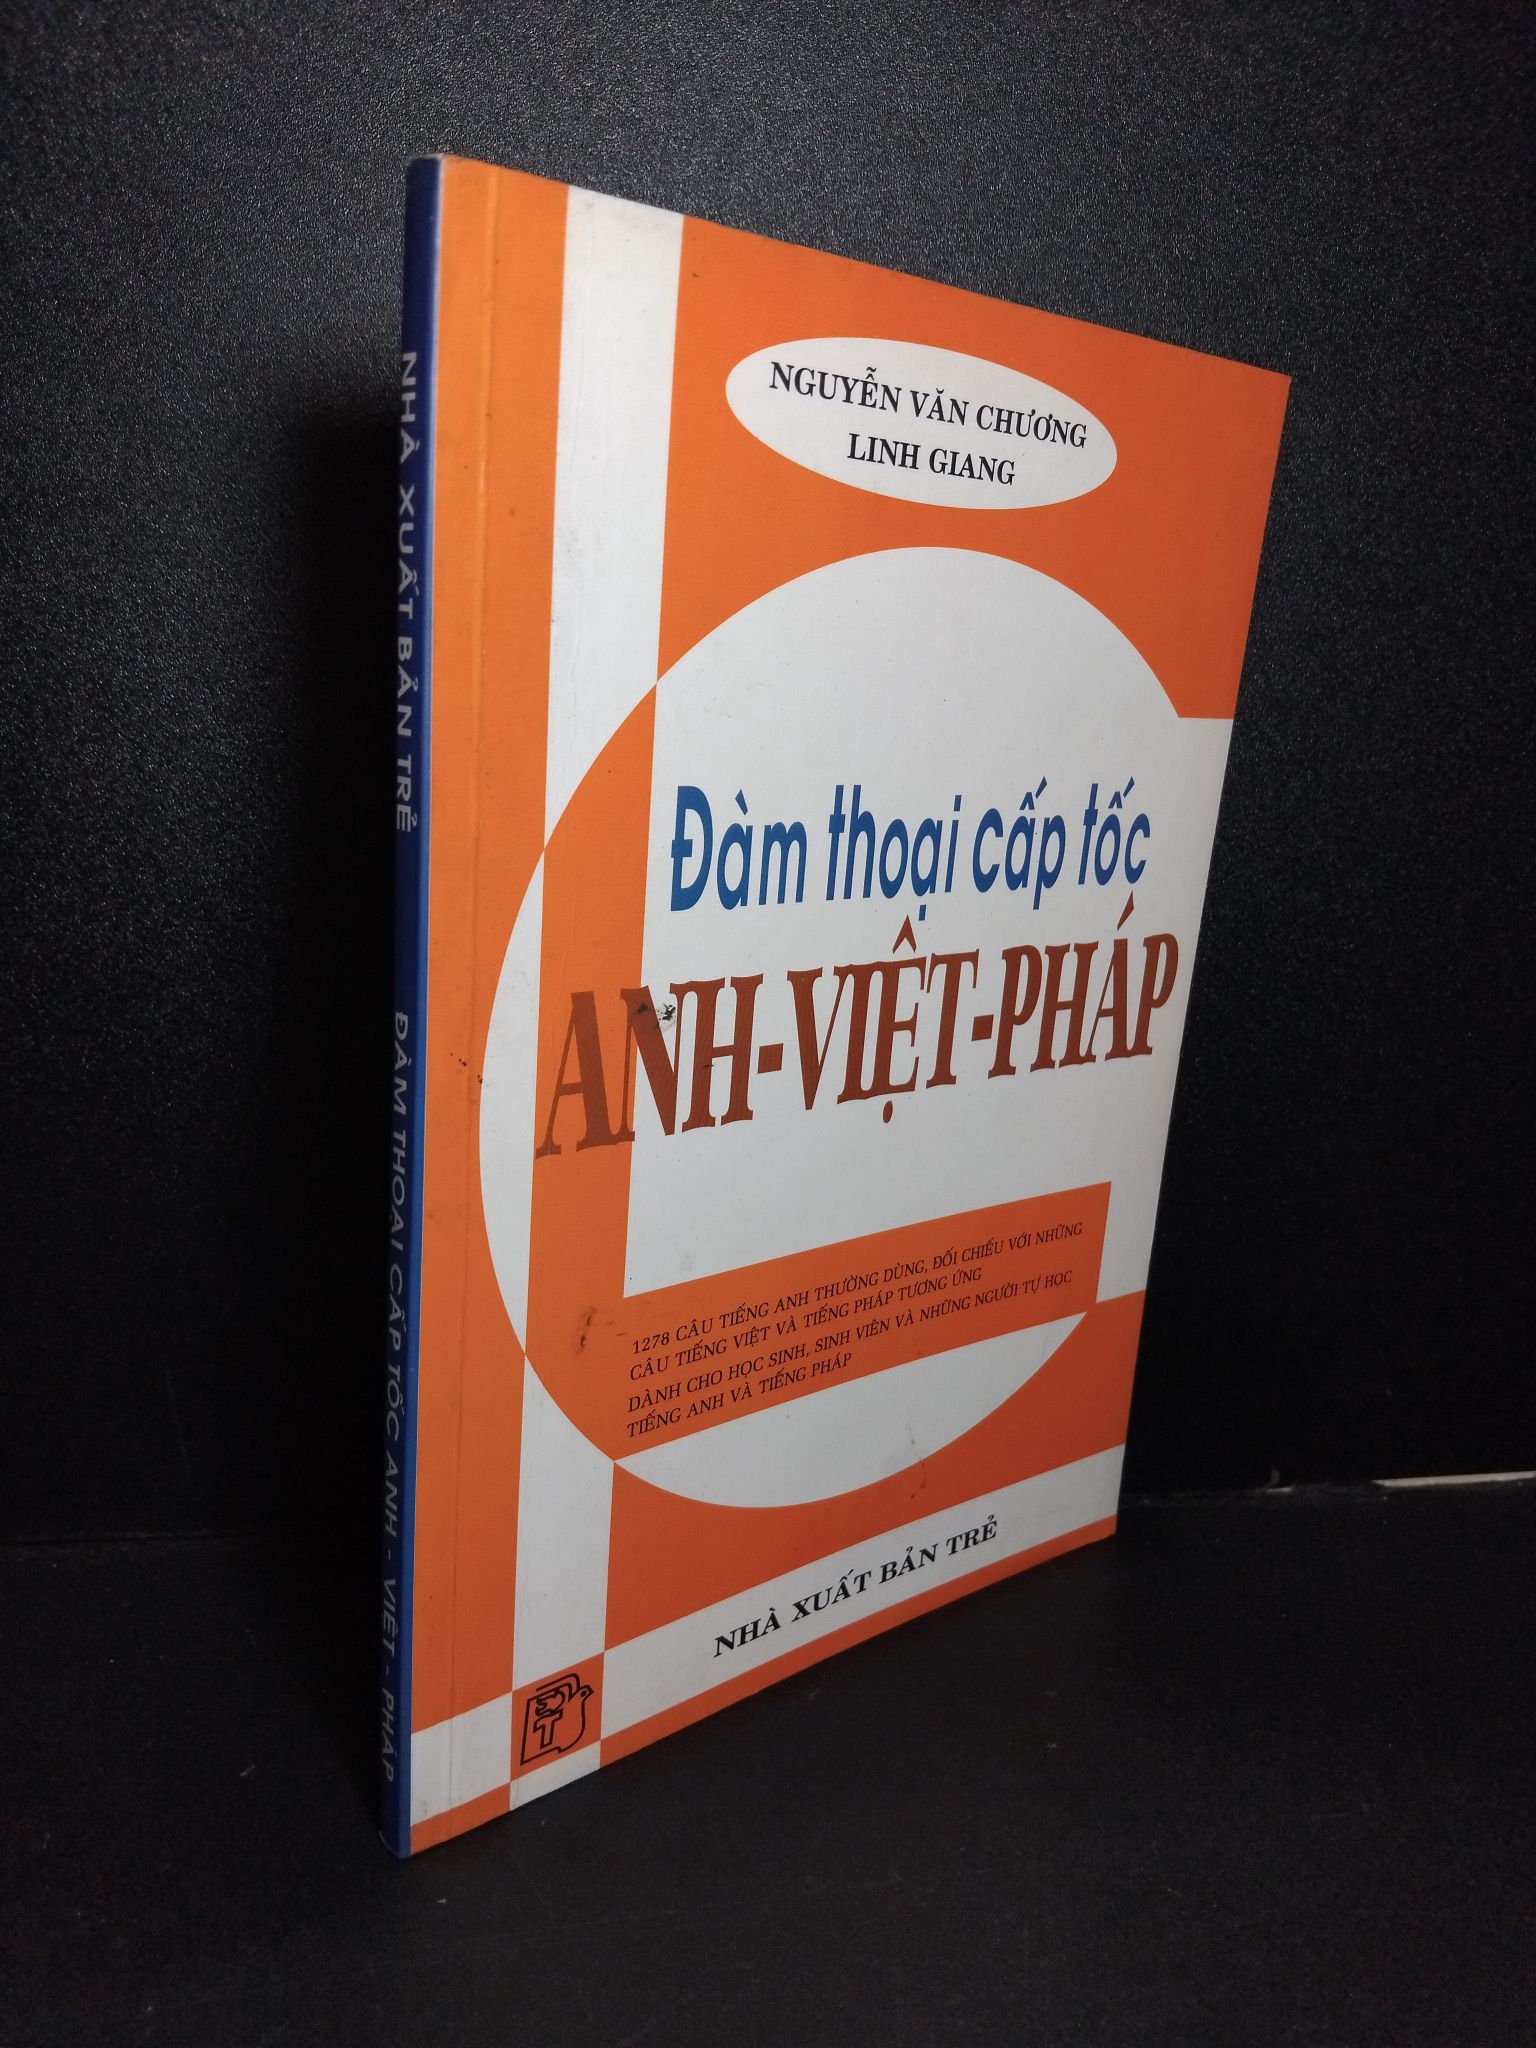 NGUYỄN VĂN CHƯƠNG
LINH GIANG
Đàm thoại cấp tốc
ANH-VIỆT-PHÁP
1278 CÂU TIẾNG ANH THƯỜNG DÙNG, ĐỐI CHIẾU VỚI NHỮNG
CÂU TIẾNG VIỆT VÀ TIẾNG PHÁP TƯƠNG ỨNG
DÀNH CHO HỌC SINH, SINH VIÊN VÀ NHỮNG NGƯỜI TỰ HỌC
TIẾNG ANH VÀ TIẾNG PHÁP
NHÀ XUẤT BẢN TRẺ
NHÀ XUẤT BẢN TRẺ ĐÀM THOẠI CẤP TỐC ANH - VIỆT - PHÁP